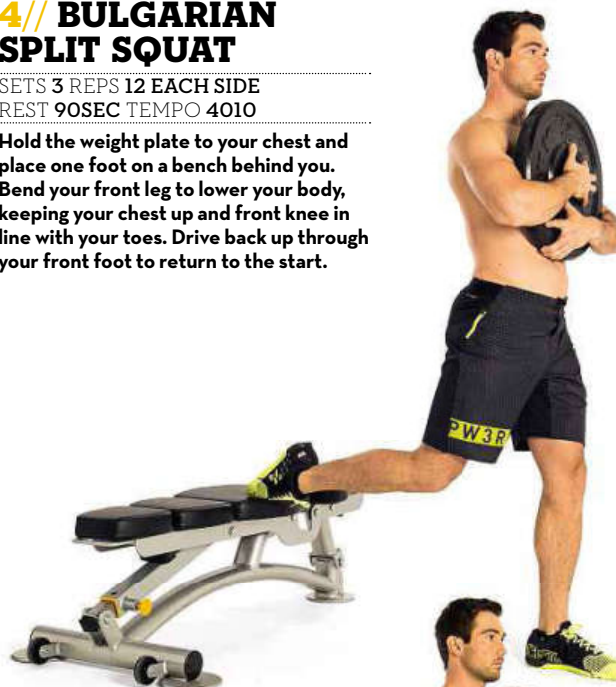 4// BULGARIAN
SPLIT SQUAT
SETS 3 REPS 12 EACH SIDE
REST 90SEC TEMPO 4010
Hold the weight plate to your chest and
place one foot on a bench behind you.
Bend your front leg to lower your body,
keeping your chest up and front knee in
line with your toes. Drive back up through
your front foot to return to the start.
PW3R